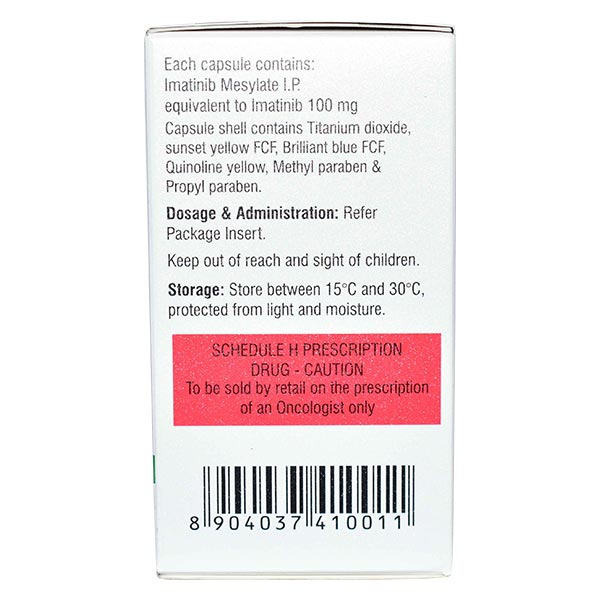 Each capsule contains:
Imatinib Mesylate I.P.
equivalent to Imatinib 100 mg
Capsule shell contains Titanium dioxide,
sunset yellow FCF, Brilliant blue FCF,
Quinoline yellow, Methyl paraben &
Propyl paraben.
Dosage & Administration: Refer
Package Insert.
Keep out of reach and sight of children.
Storage: Store between 15°C and 30°C,
protected from light and moisture.
SCHEDULE H PRESCRIPTION
DRUG - CAUTION
To be sold by retail on the prescription
of an Oncologist only
8 904037 410011